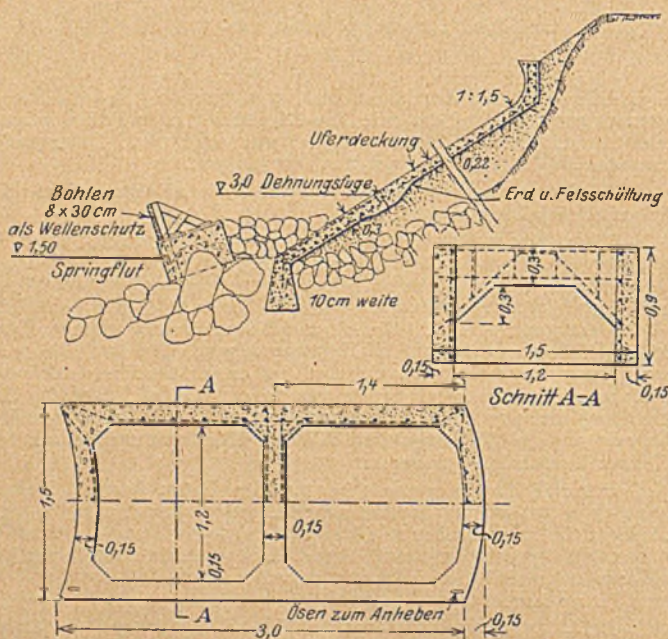 1:1,5
Uferdeckung
0,22
▽ 3,0 Dehnungsfuge
Erd u. Felsschüttung
Bohlen
8 x 30 cm
als Wellenschutz
▽ 1,50
Springflut
0,3
10 cm weite
0,3
0,3
0,9
1,5
0,15
1,2
0,15
Schnitt A-A
A
1,4
1,5
1,2
0,15
0,15
0,15
0,15
A
Ösen zum Anheben
0,15
3,0